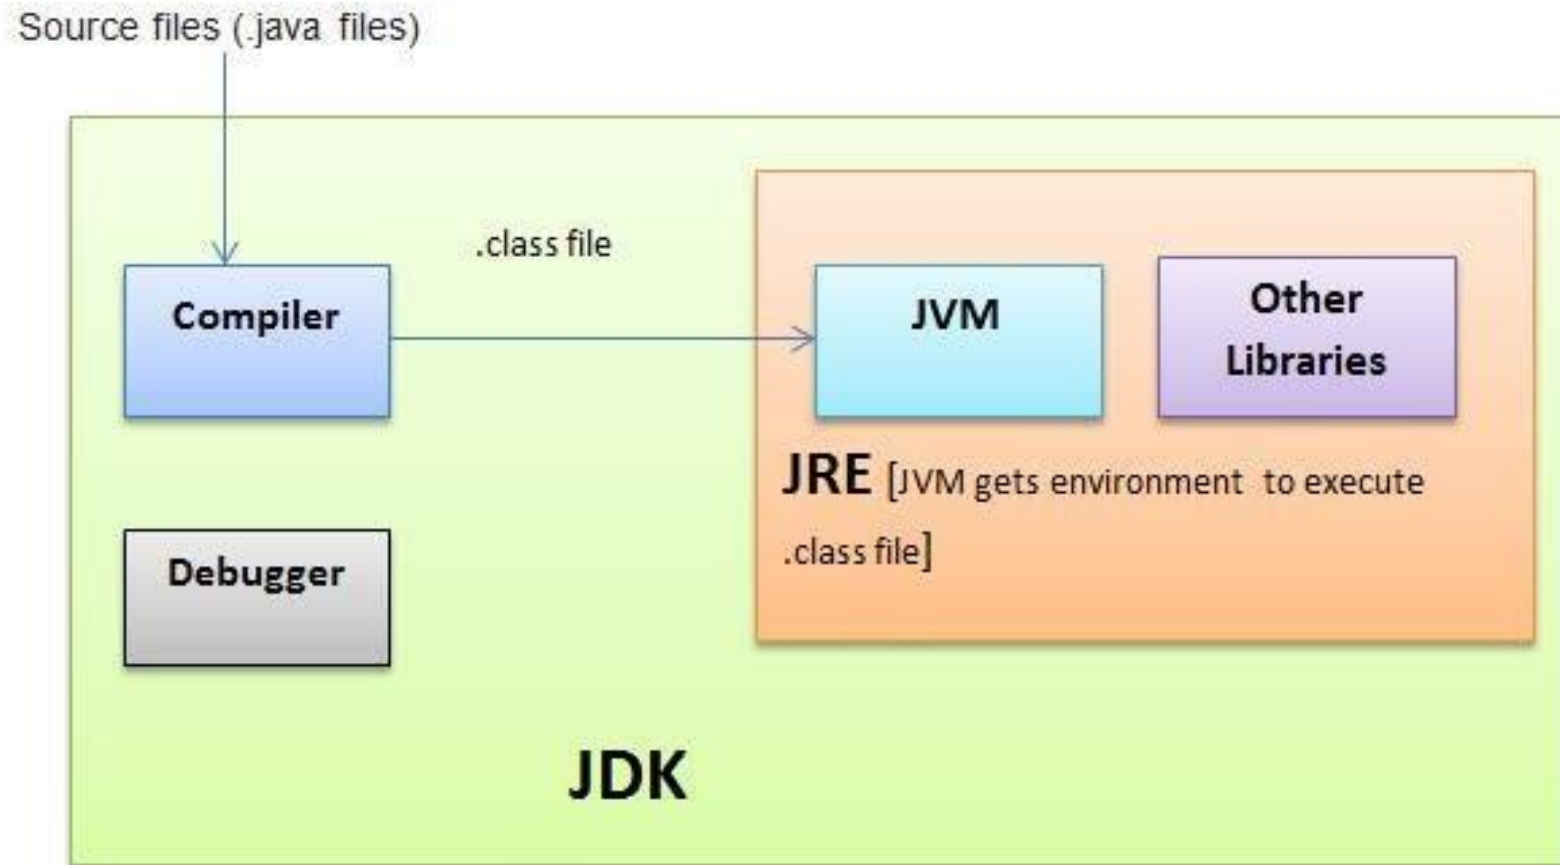 Source files (.java files)
.class file
Compiler
JVM
Other
Libraries
JRE [JVM gets environment to execute
.class file]
Debugger
JDK